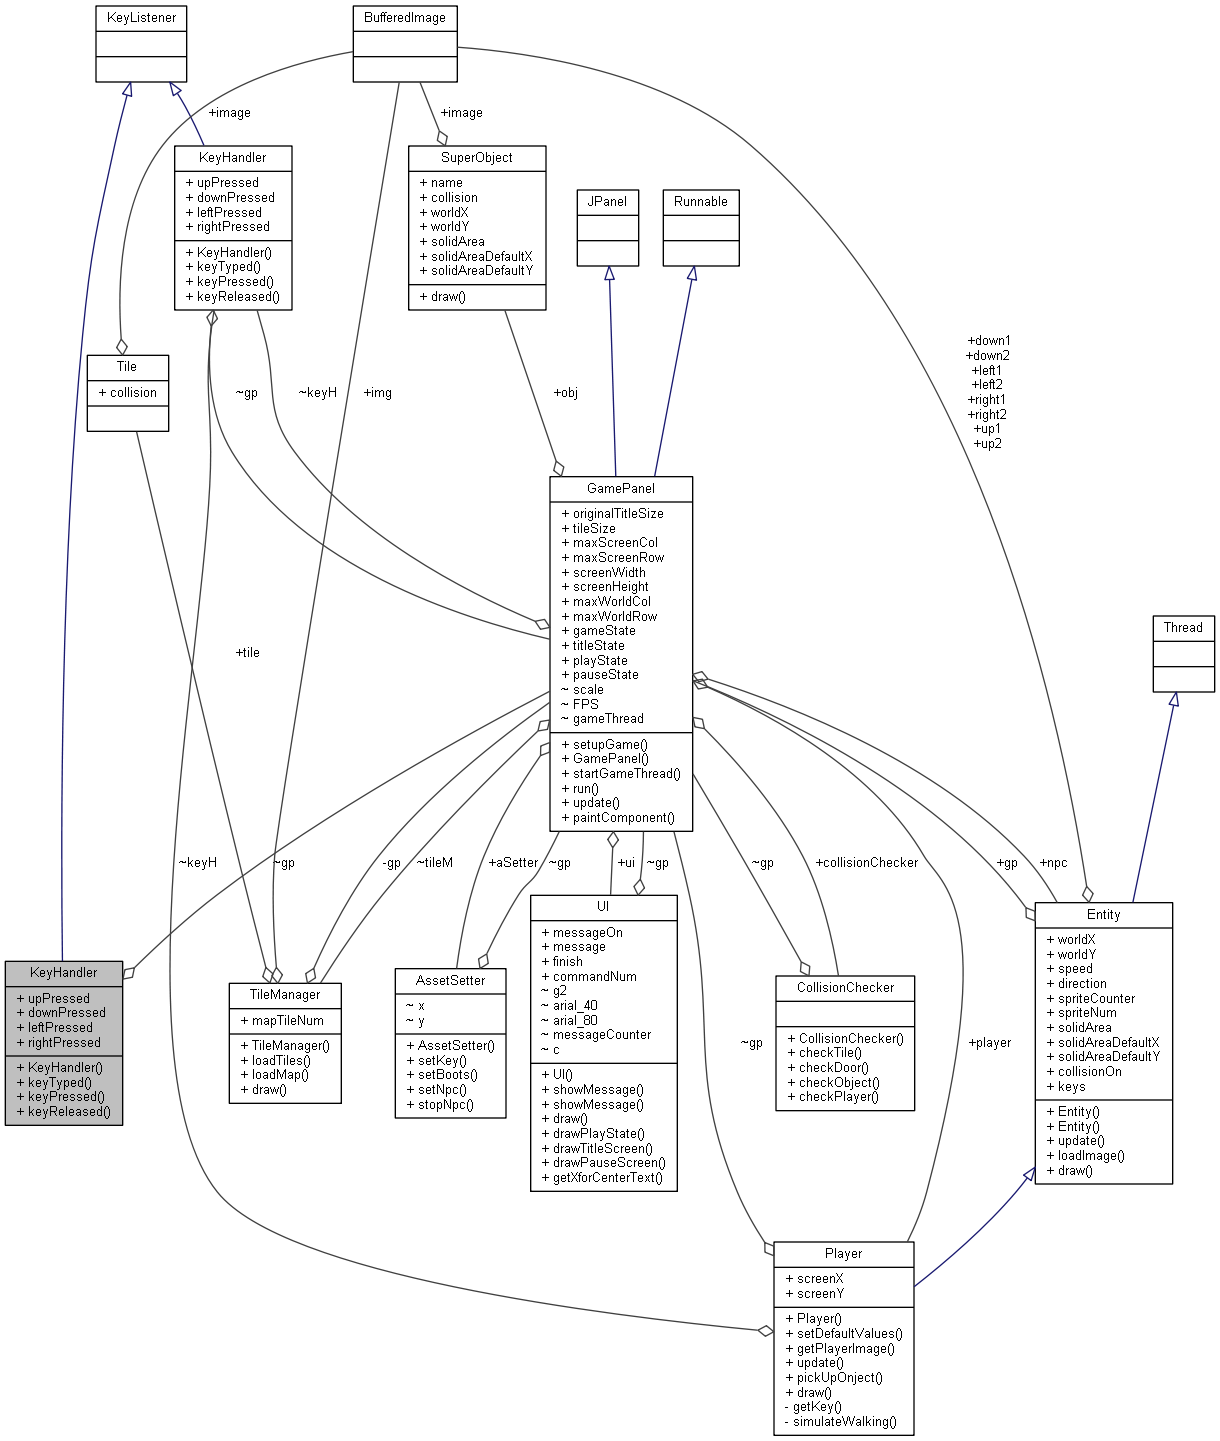 KeyListener
BufferedImage
+image
+image
KeyHandler
+ upPressed
+ downPressed
+ leftPressed
+ rightPressed
+ KeyHandler()
+ keyTyped()
+ keyPressed()
+ keyReleased()
SuperObject
+ name
+ collision
+ worldX
+ worldY
+ solidArea
+ solidAreaDefaultX
+ solidAreaDefaultY
+ draw()
JPanel
Runnable
+down1
+down2
+left1
+left2
+right1
+right2
+up1
+up2
Tile
+ collision
~gp
~keyH
+img
+obj
GamePanel
+ originalTitleSize
+ tileSize
+ maxScreenCol
+ maxScreenRow
+ screenWidth
+ screenHeight
+ maxWorldCol
+ maxWorldRow
+ gameState
+ titleState
+ playState
+ pauseState
~ scale
~ FPS
~ gameThread
+ setupGame()
+ GamePanel()
+ startGameThread()
+ run()
+ update()
+ paintComponent()
Thread
+tile
~keyH
~gp
-gp
~tileM
+aSetter
~gp
+ui
~gp
~gp
+collisionChecker
+gp
+npc
KeyHandler
+ upPressed
+ downPressed
+ leftPressed
+ rightPressed
+ KeyHandler()
+ keyTyped()
+ keyPressed()
+ keyReleased()
TileManager
+ mapTileNum
+ TileManager()
+ loadTiles()
+ loadMap()
+ draw()
AssetSetter
~ x
~ y
+ AssetSetter()
+ setKey()
+ setBoots()
+ setNpc()
+ stopNpc()
UI
+ messageOn
+ message
+ finish
+ commandNum
~ g2
~ arial_40
~ arial_80
~ messageCounter
~ c
+ UI()
+ showMessage()
+ showMessage()
+ draw()
+ drawPlayState()
+ drawTitleScreen()
+ drawPauseScreen()
+ getXforCenterText()
~gp
CollisionChecker
+ CollisionChecker()
+ checkTile()
+ checkDoor()
+ checkObject()
+ checkPlayer()
+player
Entity
+ worldX
+ worldY
+ speed
+ direction
+ spriteCounter
+ spriteNum
+ solidArea
+ solidAreaDefaultX
+ solidAreaDefaultY
+ collisionOn
+ keys
+ Entity()
+ Entity()
+ update()
+ loadImage()
+ draw()
Player
+ screenX
+ screenY
+ Player()
+ setDefaultValues()
+ getPlayerImage()
+ update()
+ pickUpOnject()
+ draw()
- getKey()
- simulateWalking()